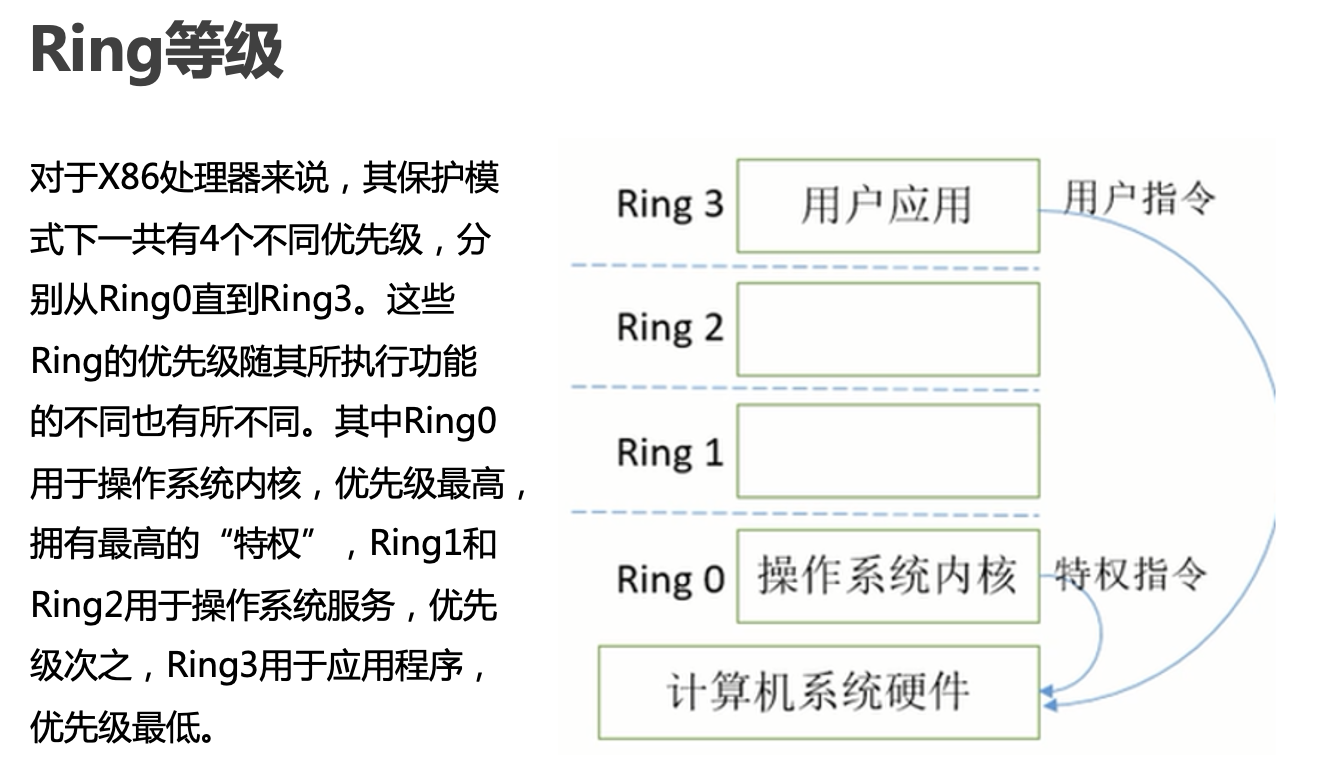 Ring等级
对于X86处理器来说，其保护模
式下一共有4个不同优先级，分
别从Ring0直到Ring3。这些
Ring的优先级随其所执行功能
的不同也有所不同。其中Ring0
用于操作系统内核，优先级最高，
拥有最高的“特权”，Ring1和
Ring2用于操作系统服务，优先
级次之，Ring3用于应用程序，
优先级最低。
Ring 3 用户应用 用户指令
Ring 2
Ring 1
Ring 0 操作系统内核 特权指令
计算机系统硬件